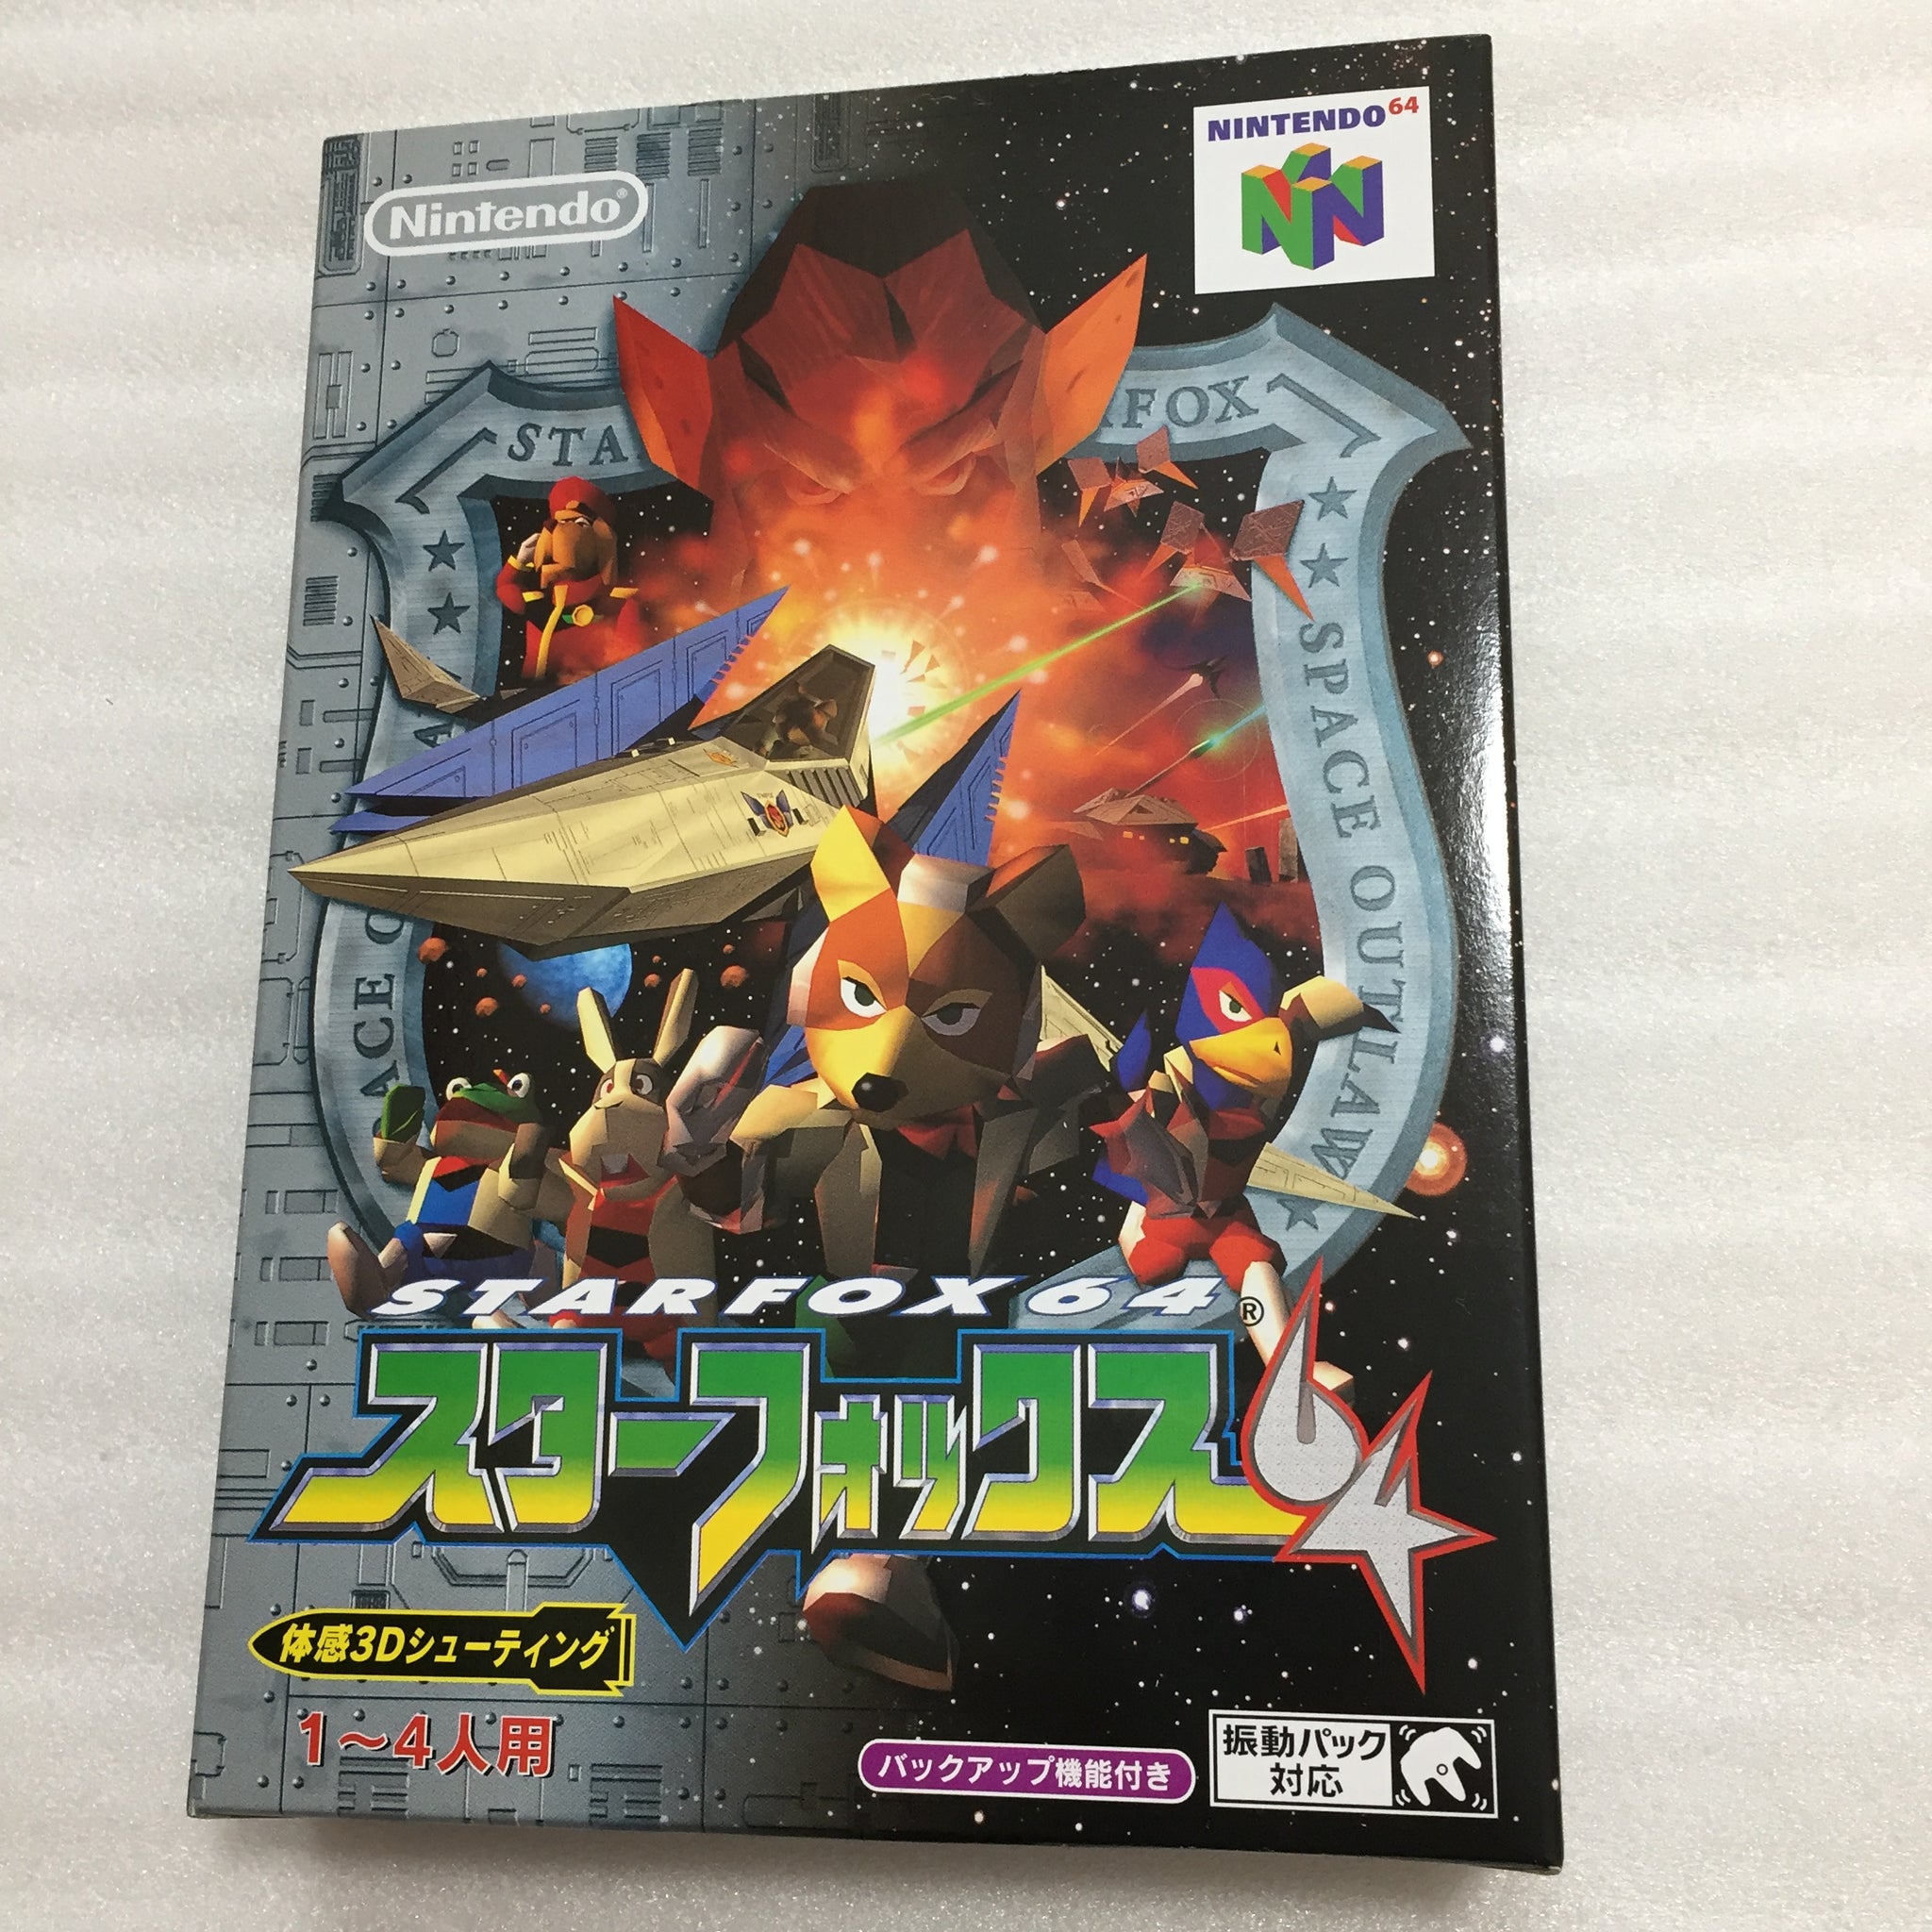 Nintendo®
NINTENDO64
STA
FOX
ACE
SPACE OUTLAW
STARFOX64®
スターフォックス64
体感3Dシューティング
1～4人用
バックアップ機能付き
振動パック
対応